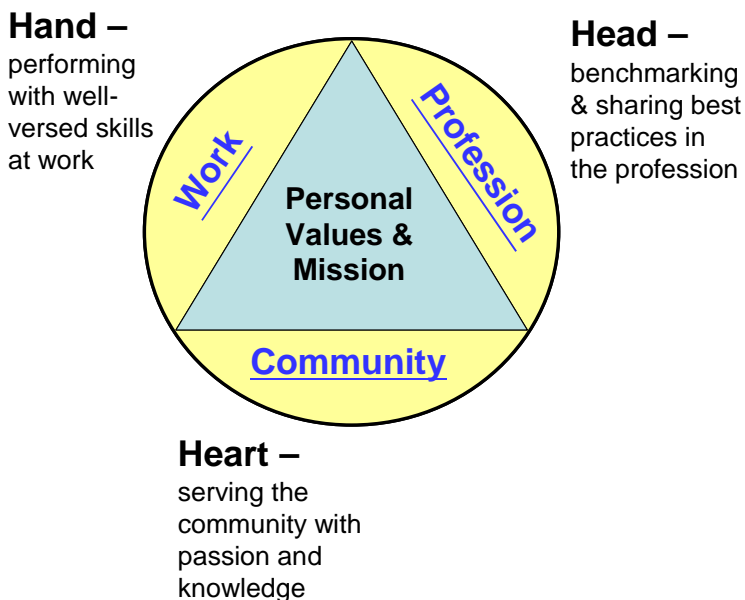 Hand –
performing
with well-
versed skills
at work
Head –
benchmarking
& sharing best
practices in
the profession
Work
Profession
Personal
Values &
Mission
Community
Heart –
serving the
community with
passion and
knowledge